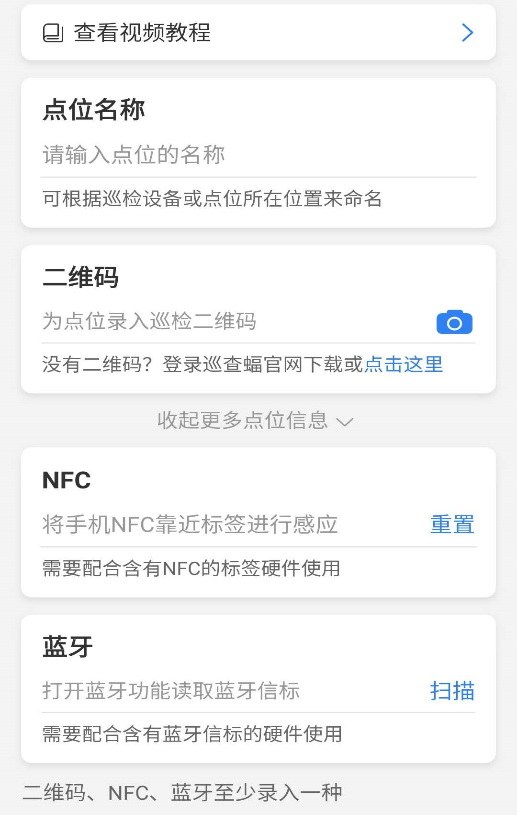 查看视频教程
点位名称
请输入点位的名称
可根据巡检设备或点位所在位置来命名
二维码
为点位录入巡检二维码
没有二维码？登录巡查蝠官网下载或点击这里
收起更多点位信息
NFC
将手机NFC靠近标签进行感应 重置
需要配合含有NFC的标签硬件使用
蓝牙
打开蓝牙功能读取蓝牙信标 扫描
需要配合含有蓝牙信标的硬件使用
二维码、NFC、蓝牙至少录入一种